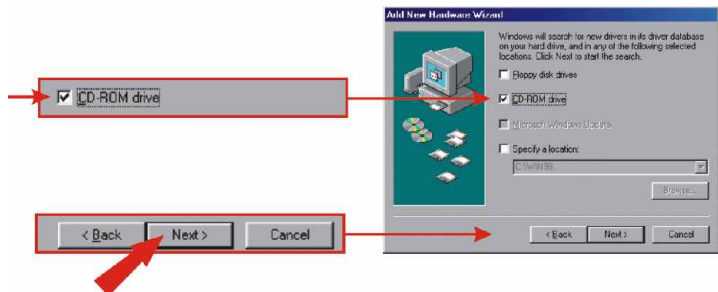 Add New Hardware Wizard
Windows will search for new drivers in its driver database
on your hard drive, and in any of the following selected
locations. Click Next to start the search.
Floppy disk drives
CD-ROM drive
Microsoft Windows Update
Specify a location:
C:\WIN98
Browse...
< Back Next > Cancel
CD-ROM drive
< Back Next > Cancel